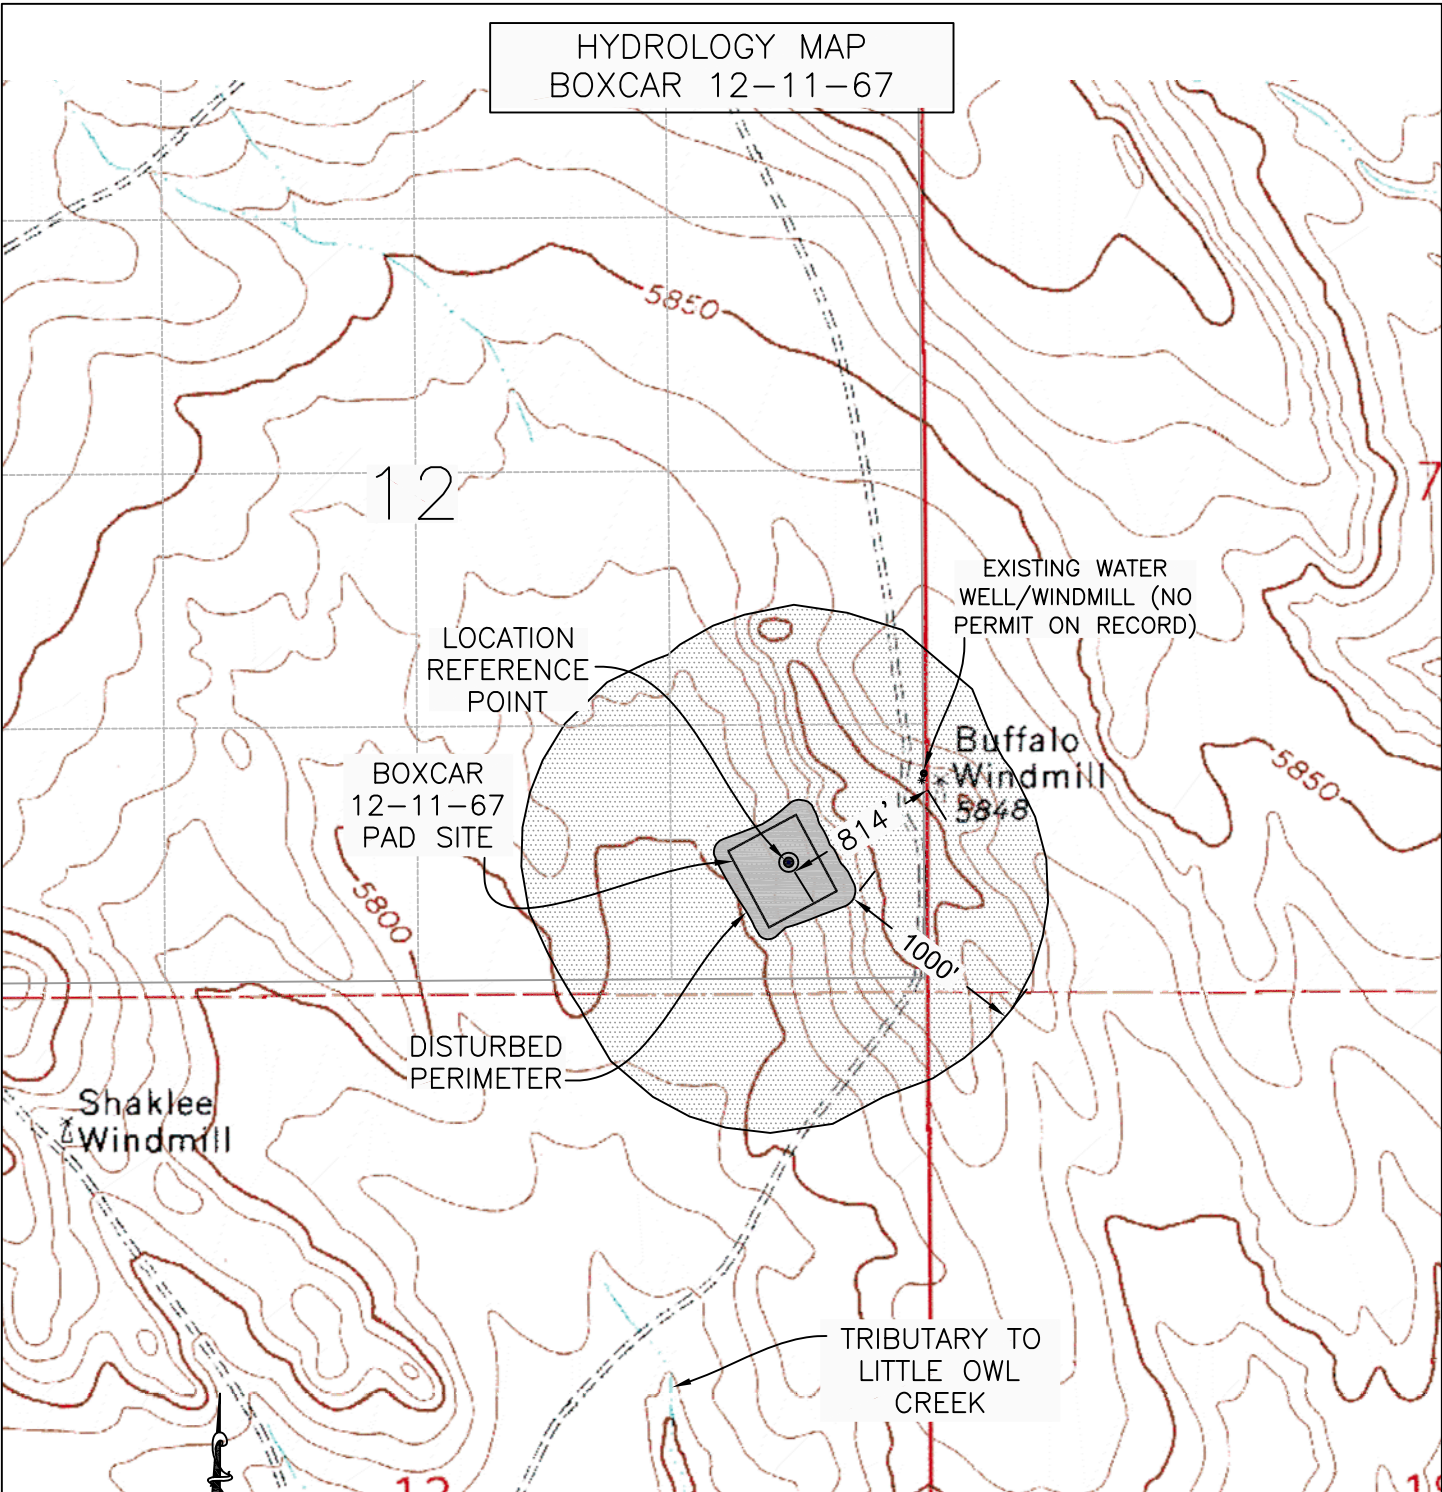 HYDROLOGY MAP
BOXCAR 12-11-67
5850
12
7
EXISTING WATER
WELL/WINDMILL (NO
PERMIT ON RECORD)
LOCATION
REFERENCE
POINT
Buffalo
Windmill
5848
5850
BOXCAR
12-11-67
PAD SITE
814'
5800
1000'
DISTURBED
PERIMETER
Shaklee
Windmill
TRIBUTARY TO
LITTLE OWL
CREEK